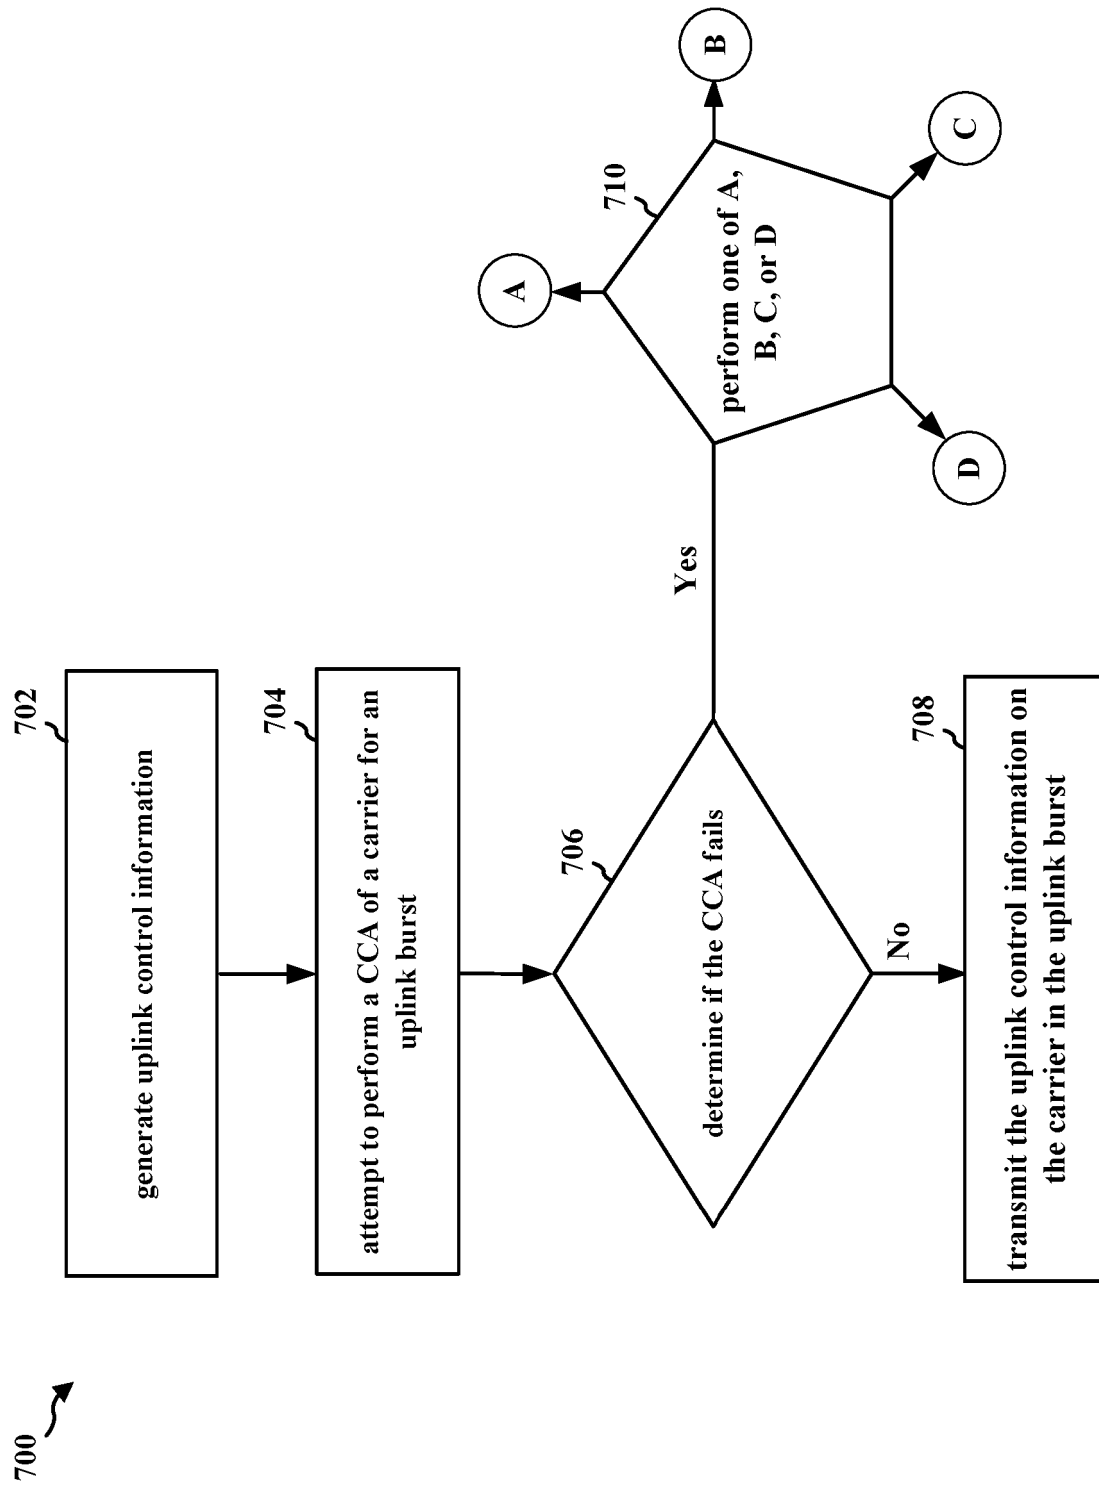 700
702
generate uplink control information
704
attempt to perform a CCA of a carrier for an
uplink burst
706
determine if the CCA fails
Yes
No
708
transmit the uplink control information on
the carrier in the uplink burst
710
perform one of A,
B, C, or D
A
B
C
D